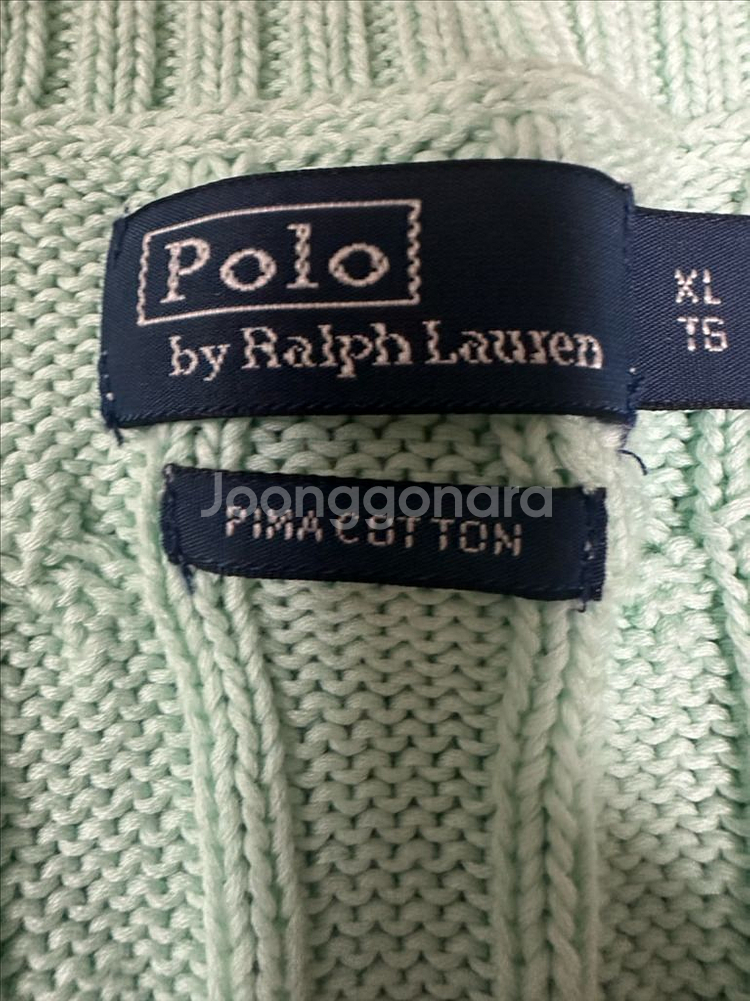 Polo
by Ralph Lauren
XL
TG
PIMA COTTON
Joonggonara